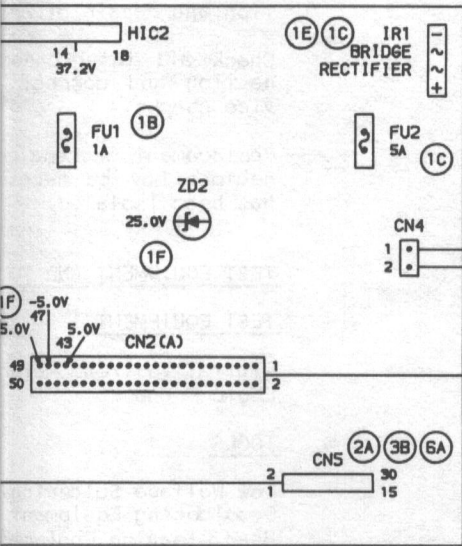 HIC2
14 18
37.2V
1E 1C
IR1
BRIDGE
RECTIFIER
-
~
~
+
FU1
1A
1B
FU2
5A
1C
ZD2
25.0V
1F
CN4
1
2
1F
-5.0V
47
5.0V
43
5.0V
CN2(A)
49
50
1
2
2A 3B 6A
CN5
2
1
30
15